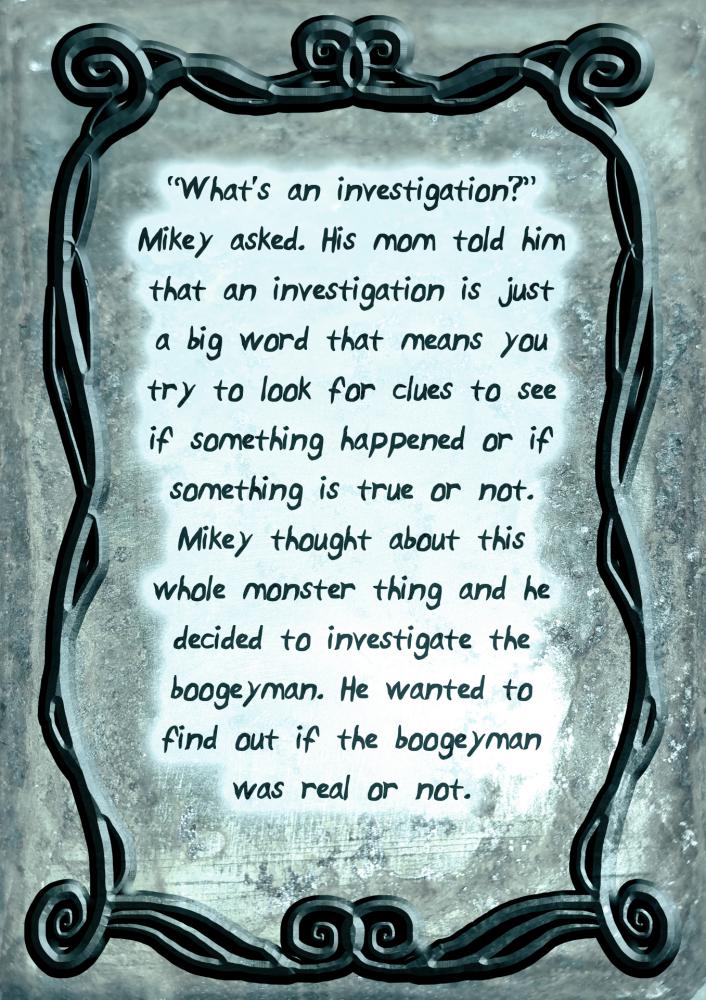 “What's an investigation?”
Mikey asked. His mom told him
that an investigation is just
a big word that means you
try to look for clues to see
if something happened or if
something is true or not.
Mikey thought about this
whole monster thing and he
decided to investigate the
boogeyman. He wanted to
find out if the boogeyman
was real or not.